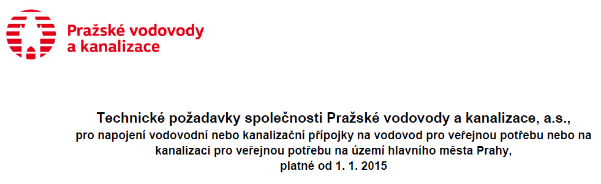 Pražské vodovody
a kanalizace
Technické požadavky společnosti Pražské vodovody a kanalizace, a.s.,
pro napojení vodovodní nebo kanalizační přípojky na vodovod pro veřejnou potřebu nebo na
kanalizaci pro veřejnou potřebu na území hlavního města Prahy,
platné od 1. 1. 2015